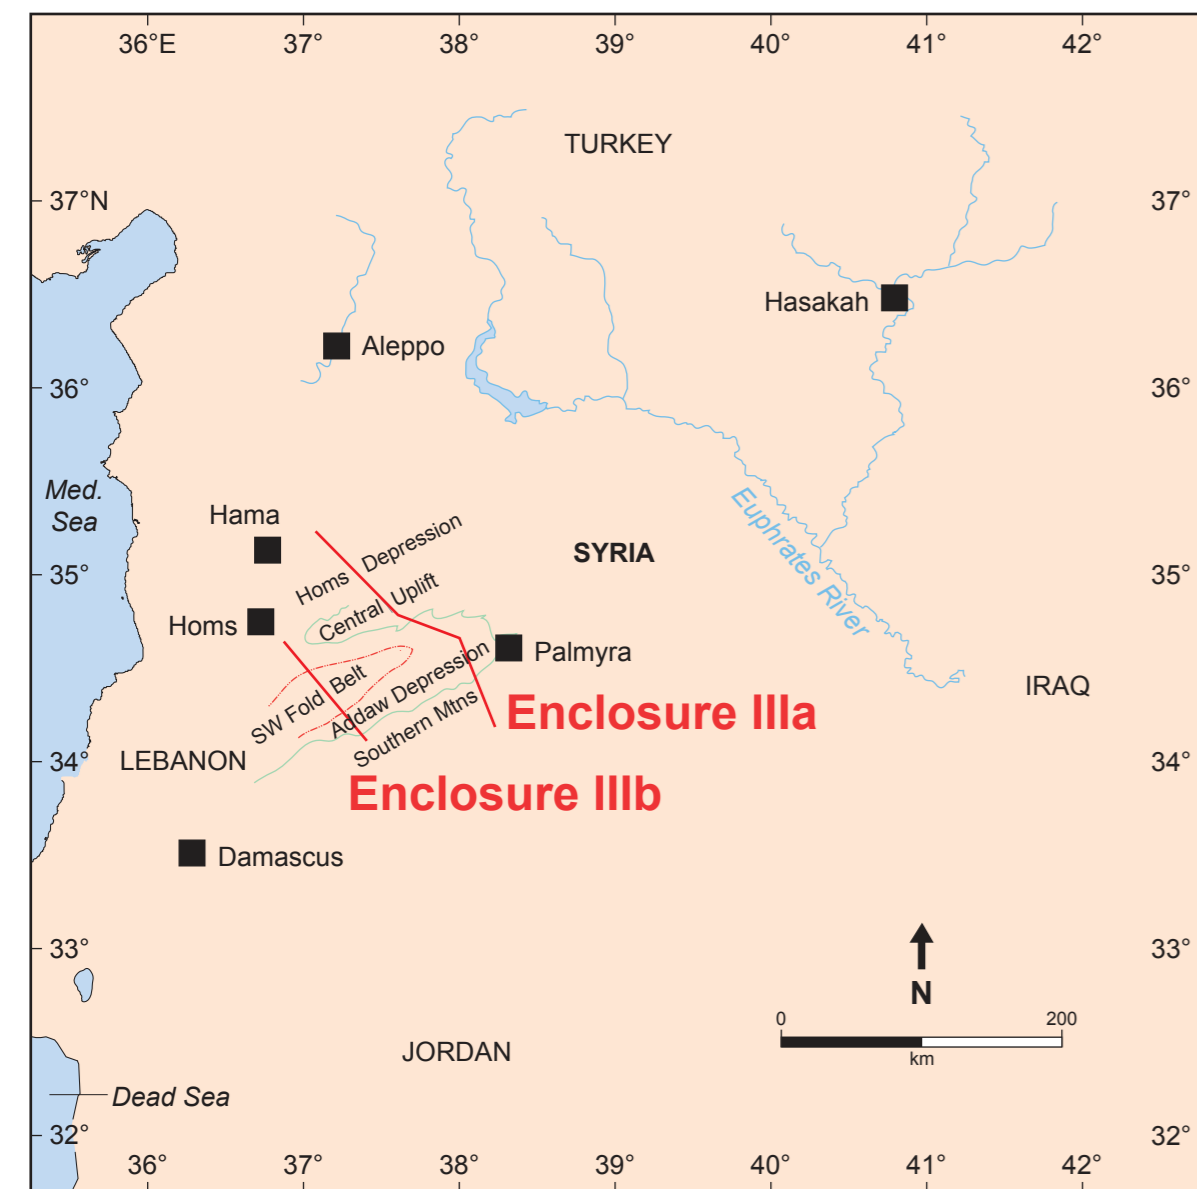 36°E 37° 38° 39° 40° 41° 42°
TURKEY
37°N 37°
Hasakah
Aleppo
36° 36°
Med.
Sea
Hama
Homs Depression
SYRIA
Euphrates River
35° 35°
Central Uplift
Homs
Palmyra
SW Fold Belt
Addaw Depression
IRAQ
Southern Mtns
Enclosure IIIa
LEBANON
34° 34°
Enclosure IIIb
Damascus
33° 33°
N
0 200
km
JORDAN
Dead Sea
32° 32°
36° 37° 38° 39° 40° 41° 42°